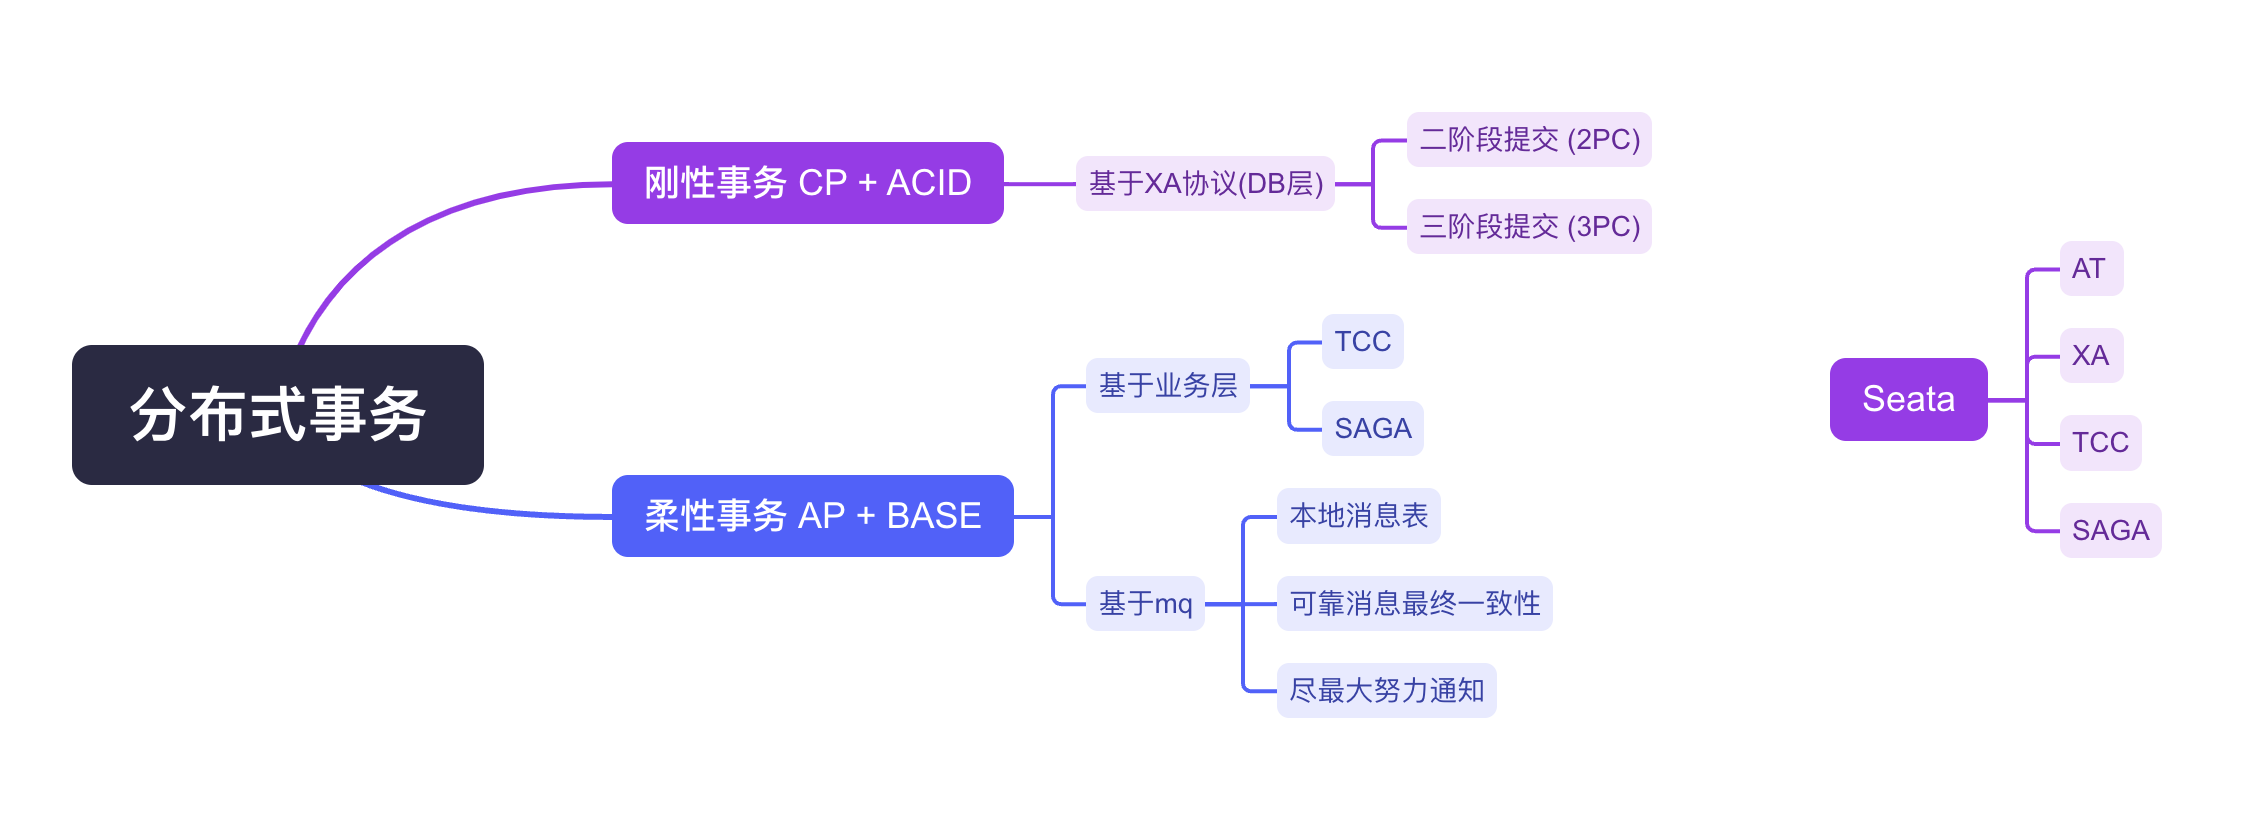 分布式事务
刚性事务 CP + ACID
基于XA协议(DB层)
二阶段提交 (2PC)
三阶段提交 (3PC)
柔性事务 AP + BASE
基于业务层
TCC
SAGA
基于mq
本地消息表
可靠消息最终一致性
尽最大努力通知
Seata
AT
XA
TCC
SAGA